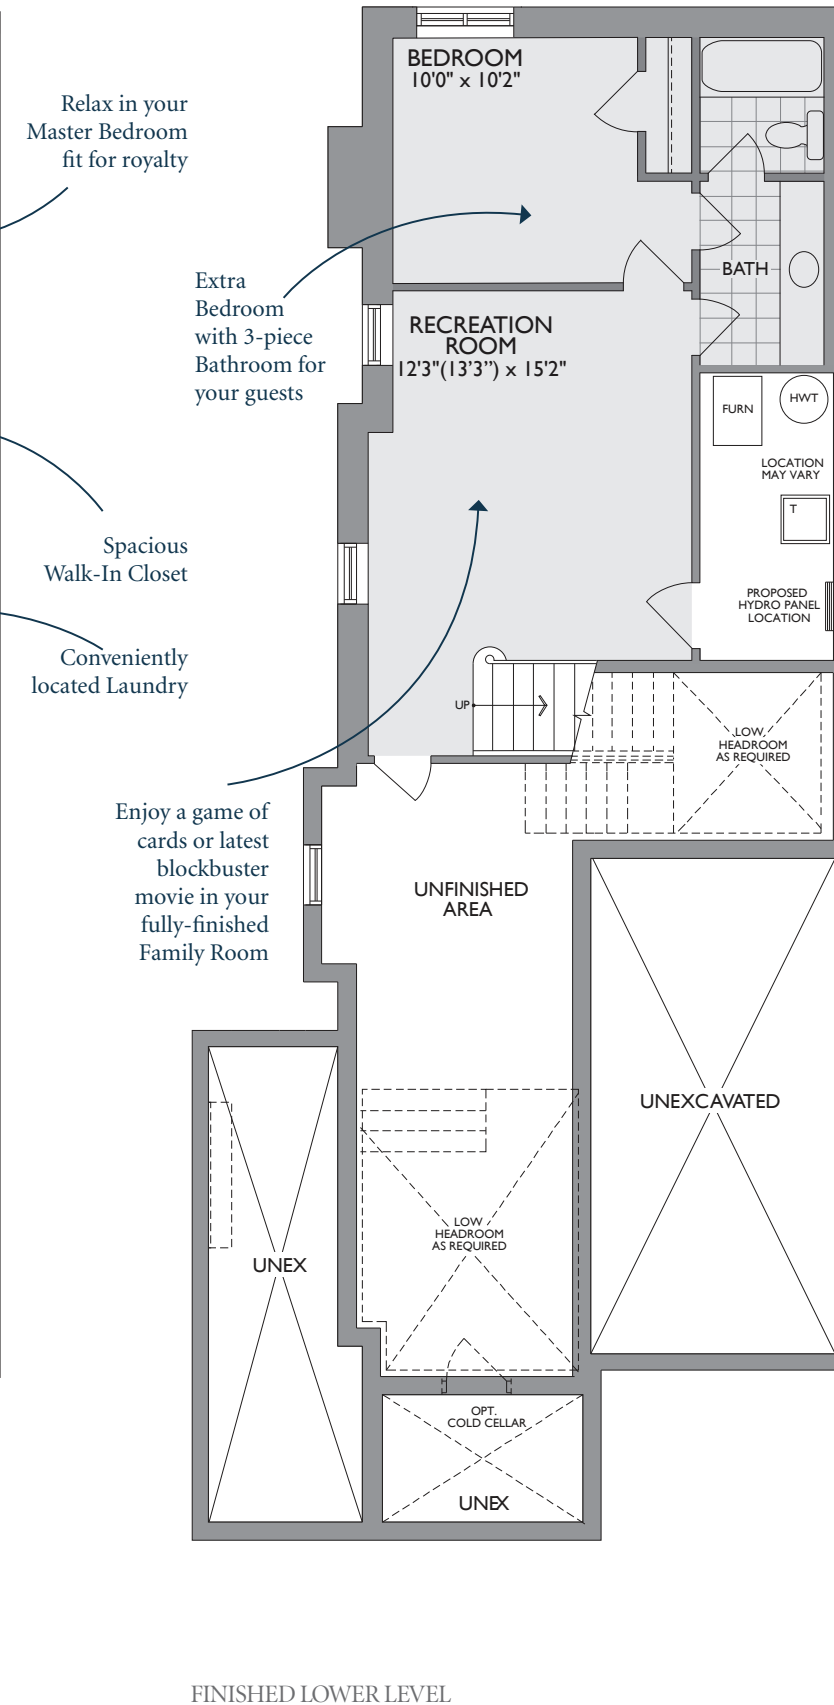 Relax in your
Master Bedroom
fit for royalty
Extra
Bedroom
with 3-piece
Bathroom for
your guests
Spacious
Walk-In Closet
Conveniently
located Laundry
Enjoy a game of
cards or latest
blockbuster
movie in your
fully-finished
Family Room
BEDROOM
10'0" x 10'2"
BATH
RECREATION
ROOM
12'3"(13'3”) x 15'2"
FURN
HWT
LOCATION
MAY VARY
T
PROPOSED
HYDRO PANEL
LOCATION
UP
LOW
HEADROOM
AS REQUIRED
UNFINISHED
AREA
UNEXCAVATED
LOW
HEADROOM
AS REQUIRED
UNEX
OPT.
COLD CELLAR
UNEX
FINISHED LOWER LEVEL